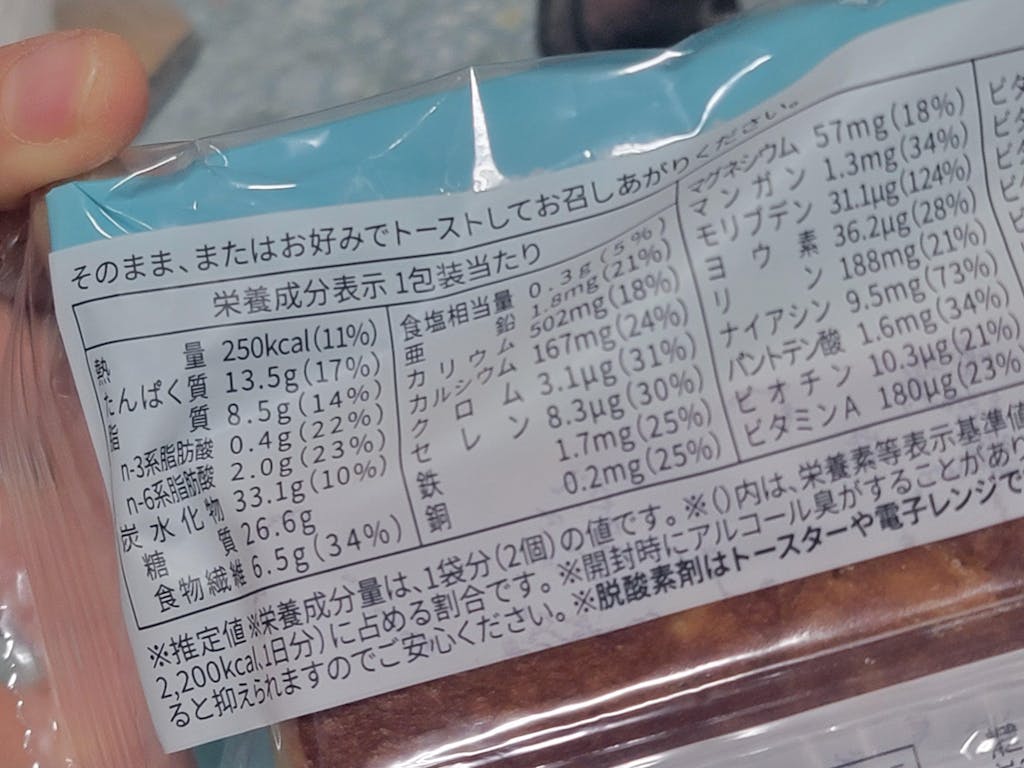 そのまま、またはお好みでトーストしてお召しあがりください。
栄養成分表示 1包装当たり
熱量 250kcal(11%)
たんぱく質 13.5g(17%)
脂質 8.5g(14%)
n-3系脂肪酸 0.4g(22%)
n-6系脂肪酸 2.0g(23%)
炭水化物 33.1g(10%)
糖質 26.6g
食物繊維 6.5g(34%)
食塩相当量 0.3g(5%)
亜鉛 1.8mg(21%)
カリウム 502mg(18%)
カルシウム 167mg(24%)
クロム 3.1μg(31%)
セレン 8.3μg(30%)
鉄 1.7mg(25%)
銅 0.2mg(25%)
マグネシウム 57mg(18%)
マンガン 1.3mg(34%)
モリブデン 31.1μg(124%)
ヨウ素 36.2μg(28%)
リン 188mg(21%)
ナイアシン 9.5mg(73%)
パントテン酸 1.6mg(34%)
ビオチン 10.3μg(21%)
ビタミンA 180μg(23%
※推定値※栄養成分量は、1袋分(2個)の値です。※()内は、栄養素等表示基準値
2,200kcal、1日分)に占める割合です。※開封時にアルコール臭がすることがあり
ると抑えられますのでご安心ください。※脱酸素剤はトースターや電子レンジで